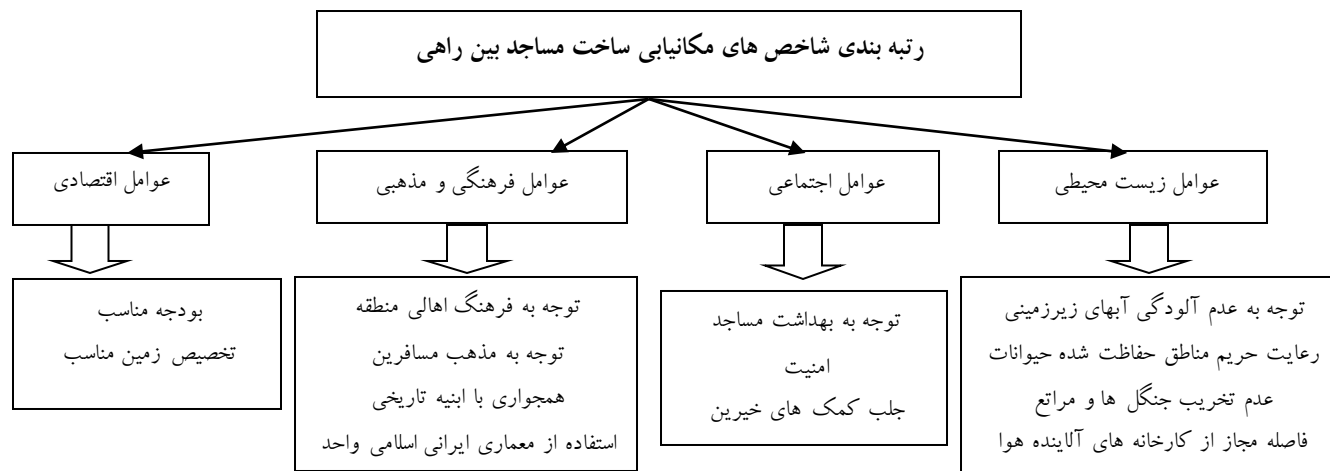 رتبه بندی شاخص های مکانیابی ساخت مساجد بین راهی
عوامل زیست محیطی
عوامل اجتماعی
عوامل فرهنگی و مذهبی
عوامل اقتصادی
توجه به عدم آلودگی آبهای زیرزمینی
رعایت حریم مناطق حفاظت شده حیوانات
عدم تخریب جنگل ها و مراتع
فاصله مجاز از کارخانه های آلاینده هوا
توجه به بهداشت مساجد
امنیت
جلب کمک های خیرین
توجه به فرهنگ اهالی منطقه
توجه به مذهب مسافرین
همجواری با ابنیه تاریخی
استفاده از معماری ایرانی اسلامی واحد
بودجه مناسب
تخصیص زمین مناسب